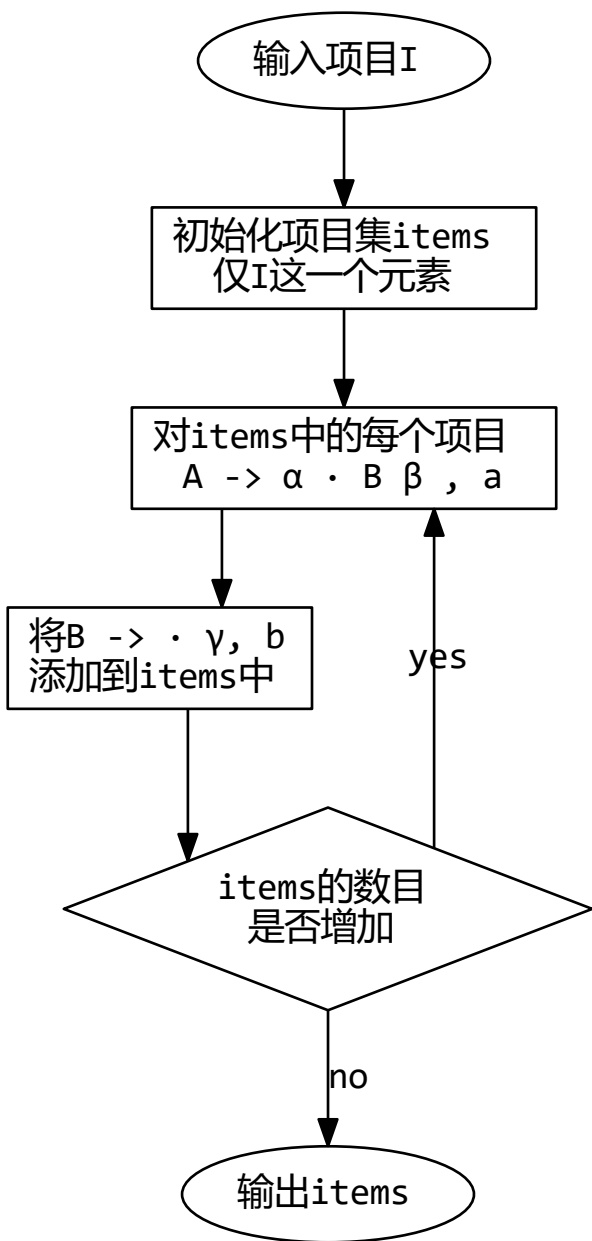 输入项目I
初始化项目集items
仅I这一个元素
对items中的每个项目
A -> α · B β , a
将B -> · γ, b
添加到items中
yes
items的数目
是否增加
no
输出items